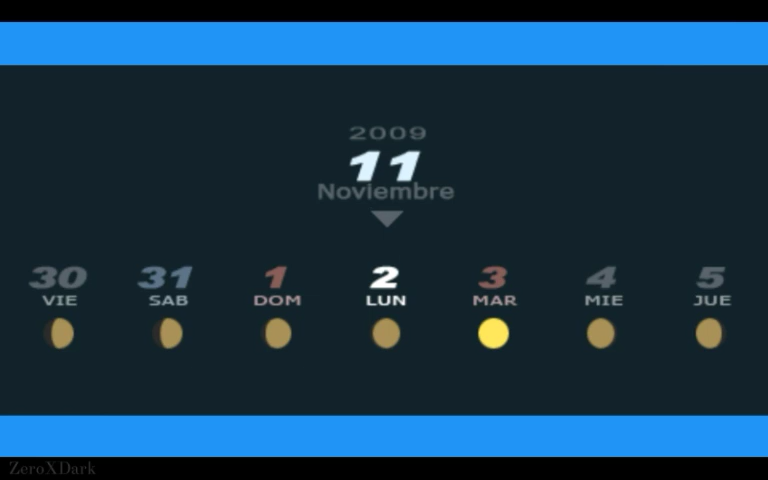 2009
11
Noviembre
30 31 1 2 3 4 5
VIE SAB DOM LUN MAR MIE JUE
ZeroXDark